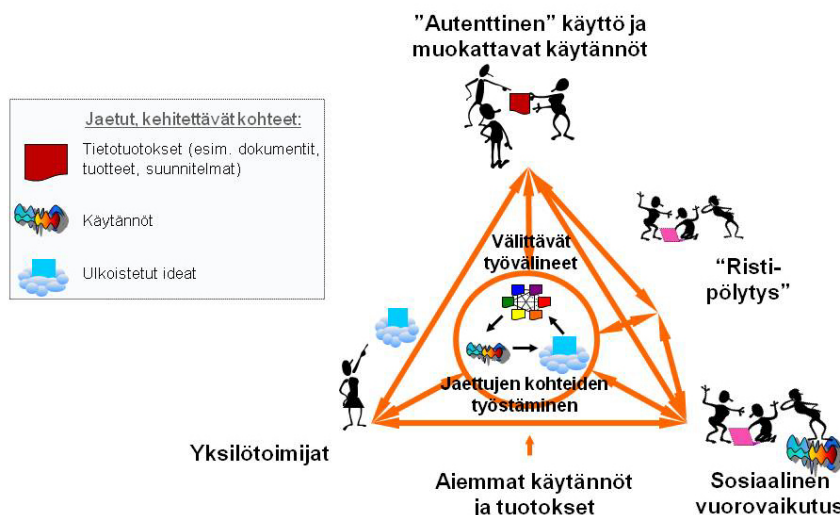 ”Autenttinen” käyttö ja
muokattavat käytännöt
Jaetut, kehitettävät kohteet:
Tietotuotokset (esim. dokumentit,
tuotteet, suunnitelmat)
Käytännöt
Ulkoistetut ideat
Välittävät
työvälineet
“Risti-
pölytys”
Jaettujen kohteiden
työstäminen
Yksilötoimijat
Aiemmat käytännöt
ja tuotokset
Sosiaalinen
vuorovaikutus